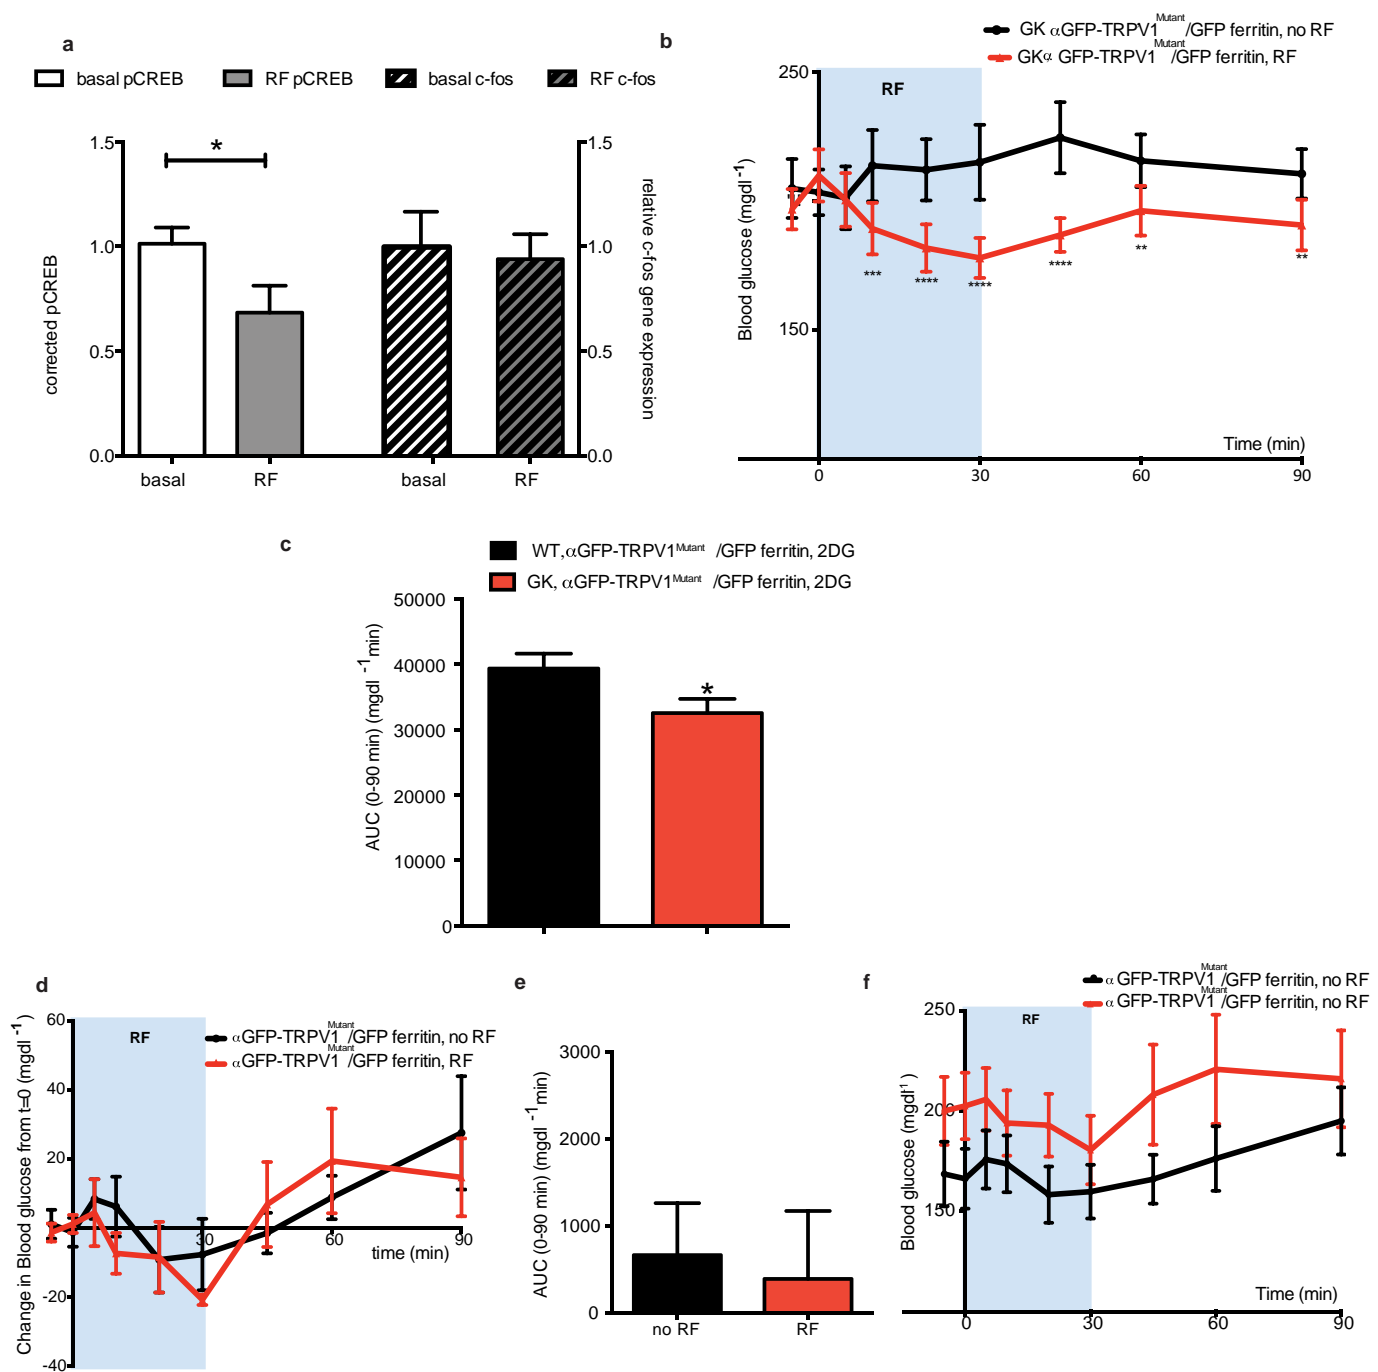 a
basal pCREB
RF pCREB
basal c-fos
RF c-fos
1.5
1.0
0.5
0.0
corrected pCREB
*
1.5
1.0
0.5
0.0
relative c-fos gene expression
basal
RF
basal
RF
b
GK αGFP-TRPV1Mutant/GFP ferritin, no RF
GKα GFP-TRPV1Mutant/GFP ferritin, RF
250
150
Blood glucose (mgdl-1)
RF
***
****
****
****
**
**
Time (min)
0
30
60
90
c
WT,αGFP-TRPV1Mutant /GFP ferritin, 2DG
GK, αGFP-TRPV1Mutant /GFP ferritin, 2DG
50000
40000
30000
20000
10000
0
AUC (0-90 min) (mgdl-1min)
*
d
60
40
20
0
-20
-40
Change in Blood glucose from t=0 (mgdl-1)
RF
αGFP-TRPV1Mutant/GFP ferritin, no RF
αGFP-TRPV1Mutant/GFP ferritin, RF
30
60
90
time (min)
e
3000
2000
1000
0
AUC (0-90 min) (mgdl-1min)
no RF
RF
f
α GFP-TRPV1Mutant/GFP ferritin, no RF
α GFP-TRPV1Mutant/GFP ferritin, no RF
250
200
150
Blood glucose (mgdl-1)
RF
Time (min)
0
30
60
90